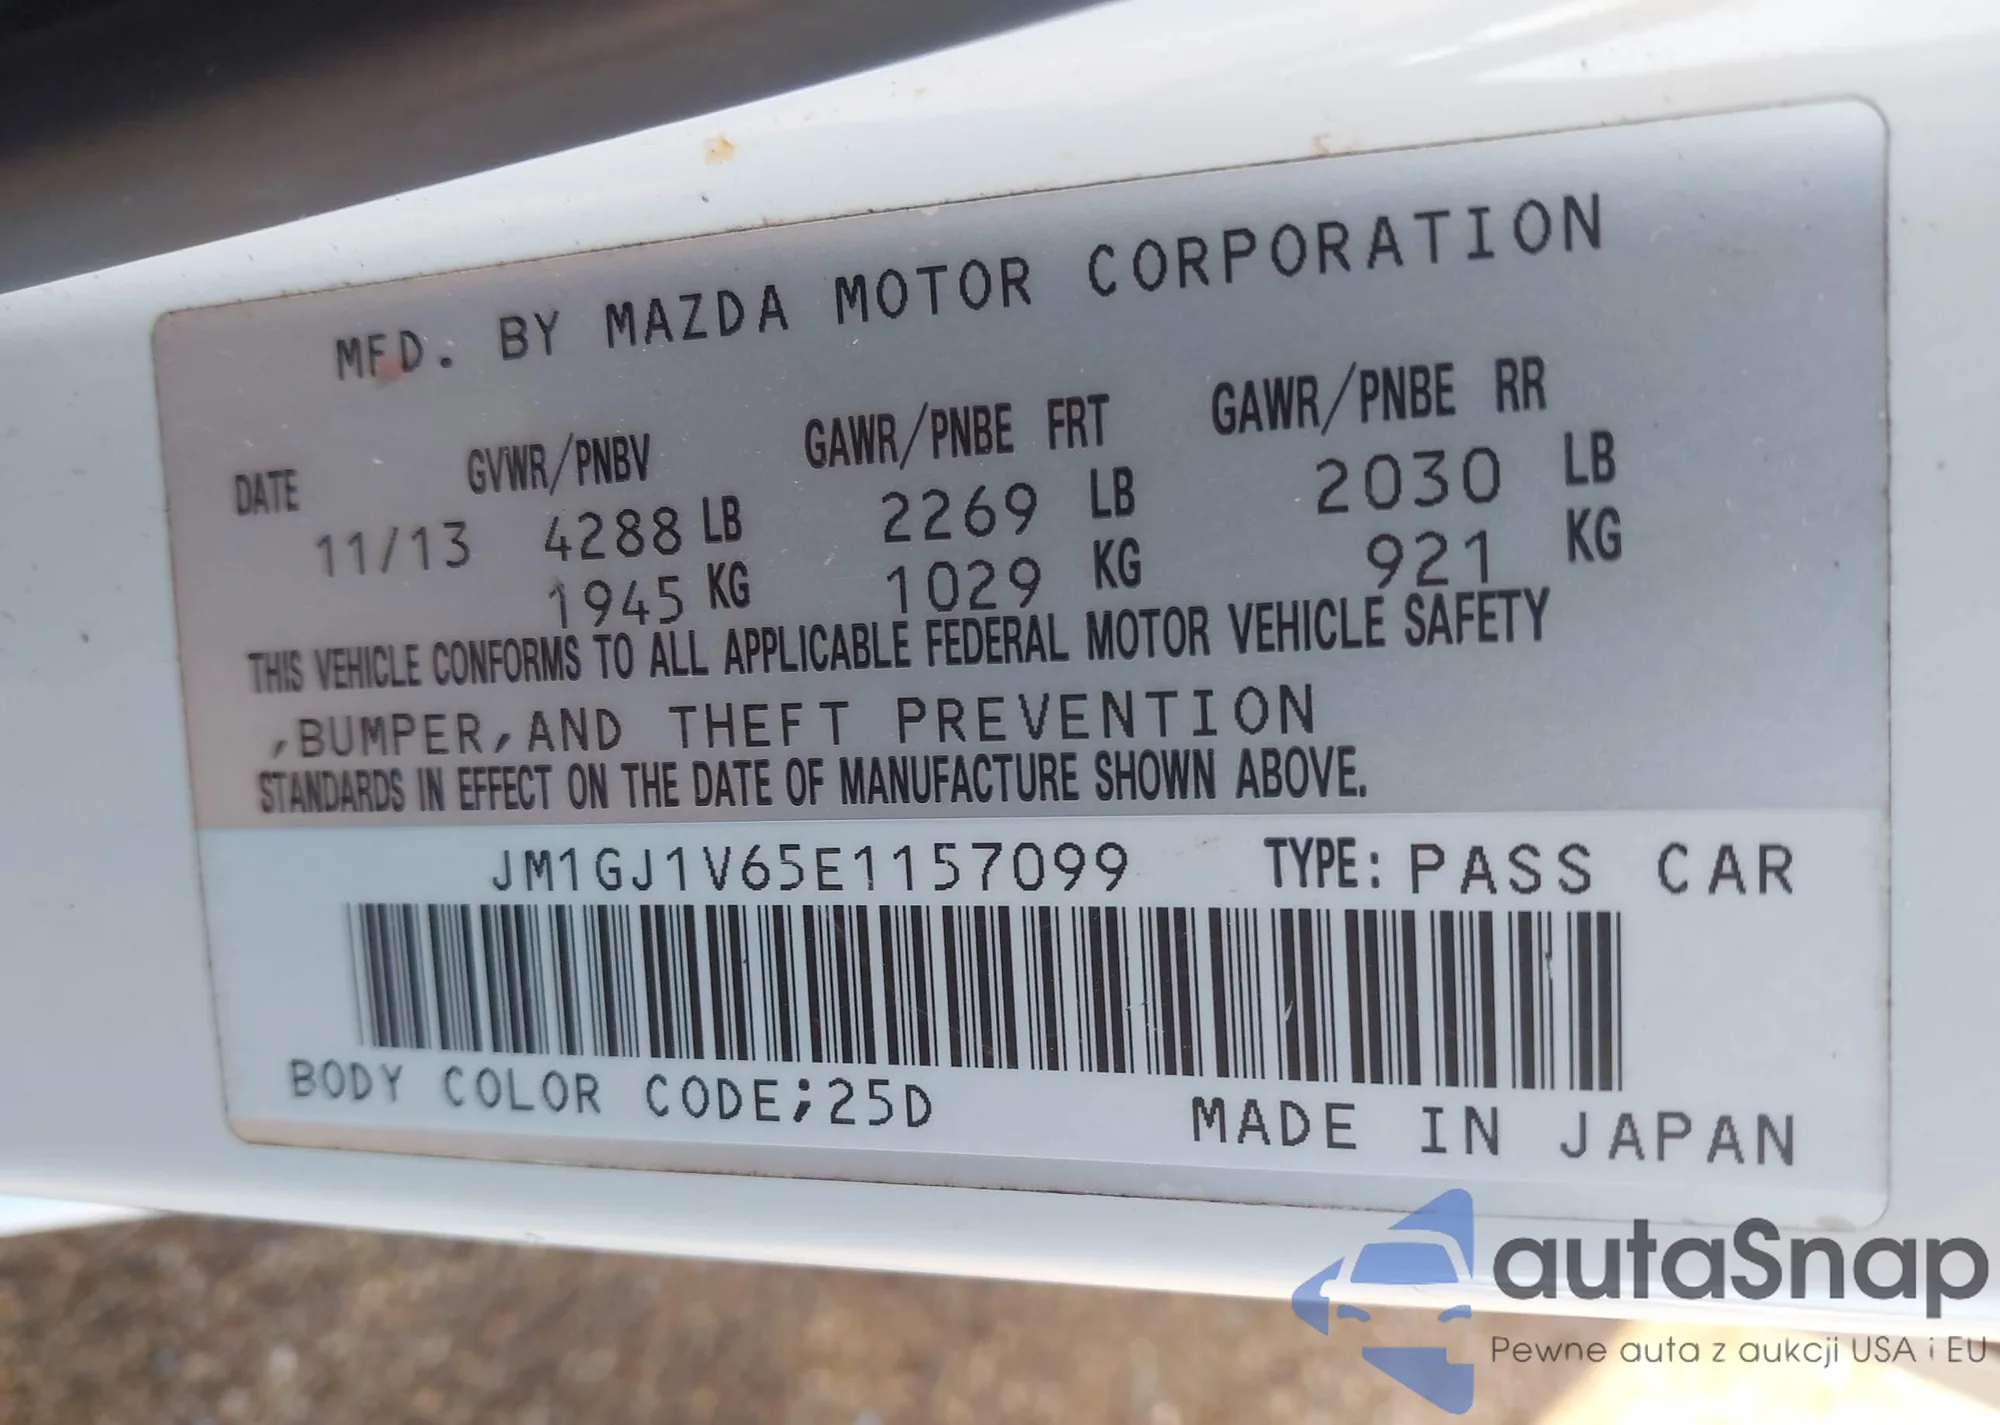 MFD. BY MAZDA MOTOR CORPORATION
DATE GVWR/PNBV GAWR/PNBE FRT GAWR/PNBE RR
11/13 4288 LB 2269 LB 2030 LB
1945 KG 1029 KG 921 KG
THIS VEHICLE CONFORMS TO ALL APPLICABLE FEDERAL MOTOR VEHICLE SAFETY
,BUMPER,AND THEFT PREVENTION
STANDARDS IN EFFECT ON THE DATE OF MANUFACTURE SHOWN ABOVE.
JM1GJ1V65E1157099 TYPE: PASS CAR
BODY COLOR CODE;25D
MADE IN JAPAN
autaSnap
Pewne auta z aukcji USA i EU